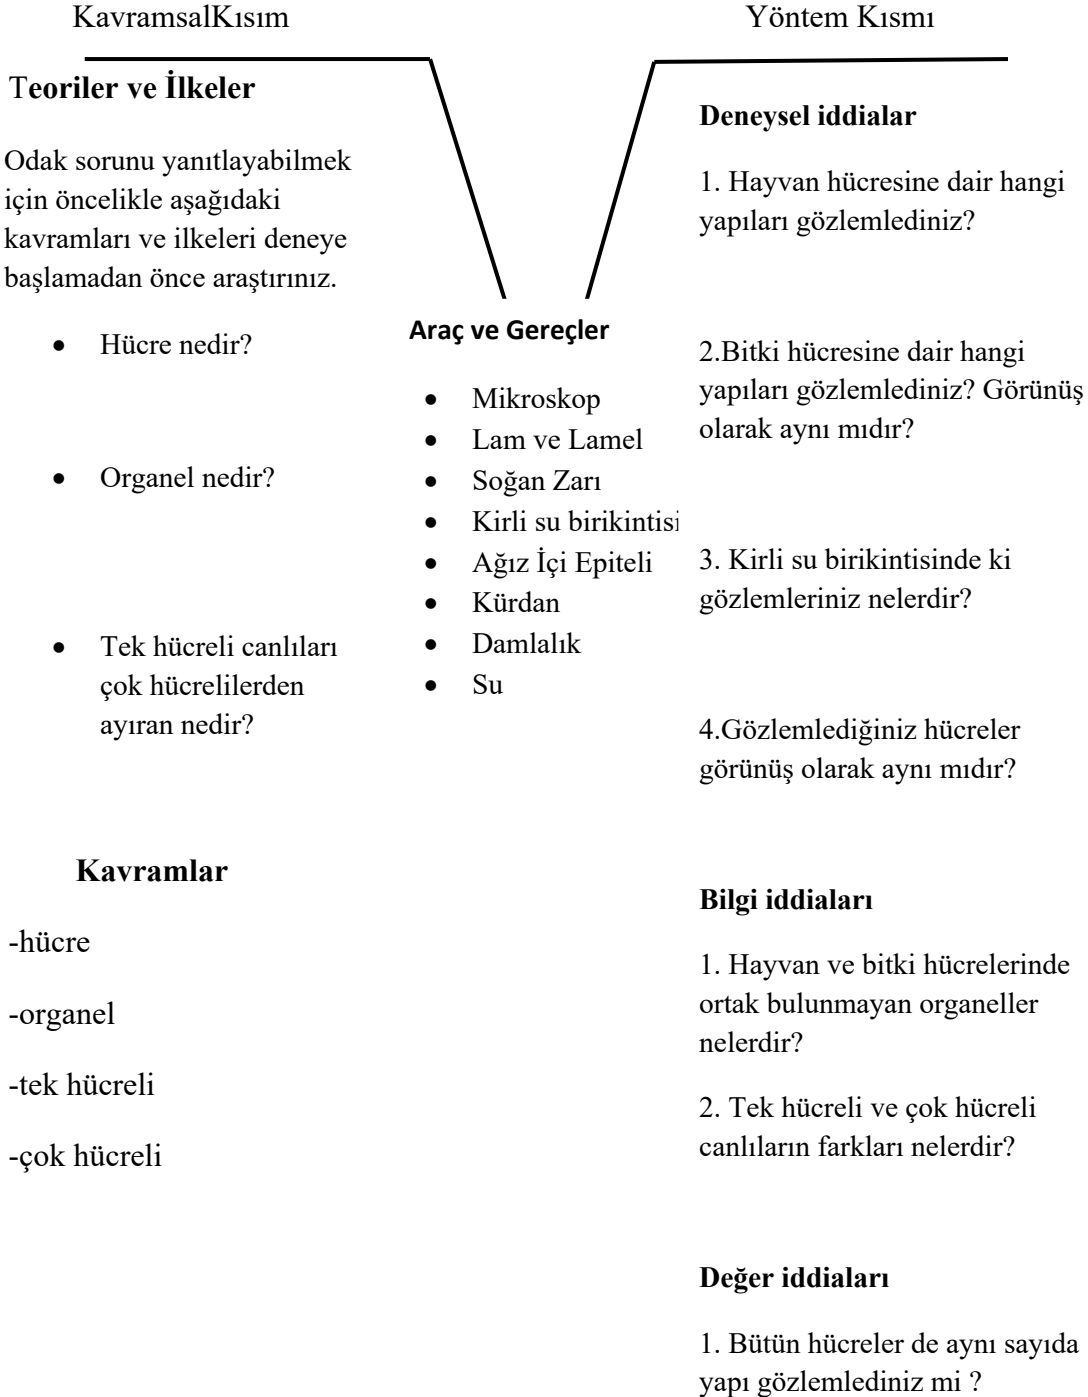 KavramsalKısım
Yöntem Kısmı
Teoriler ve İlkeler
Odak sorunu yanıtlayabilmek
için öncelikle aşağıdaki
kavramları ve ilkeleri deneye
başlamadan önce araştırınız.
• Hücre nedir?
• Organel nedir?
• Tek hücreli canlıları
çok hücrelilerden
ayıran nedir?
Kavramlar
-hücre
-organel
-tek hücreli
-çok hücreli
Araç ve Gereçler
• Mikroskop
• Lam ve Lamel
• Soğan Zarı
• Kirli su birikintisi
• Ağız İçi Epiteli
• Kürdan
• Damlalık
• Su
Deneysel iddialar
1. Hayvan hücresine dair hangi
yapıları gözlemlediniz?
2.Bitki hücresine dair hangi
yapıları gözlemlediniz? Görünüş
olarak aynı mıdır?
3. Kirli su birikintisinde ki
gözlemleriniz nelerdir?
4.Gözlemlediğiniz hücreler
görünüş olarak aynı mıdır?
Bilgi iddiaları
1. Hayvan ve bitki hücrelerinde
ortak bulunmayan organeller
nelerdir?
2. Tek hücreli ve çok hücreli
canlıların farkları nelerdir?
Değer iddiaları
1. Bütün hücreler de aynı sayıda
yapı gözlemlediniz mi ?